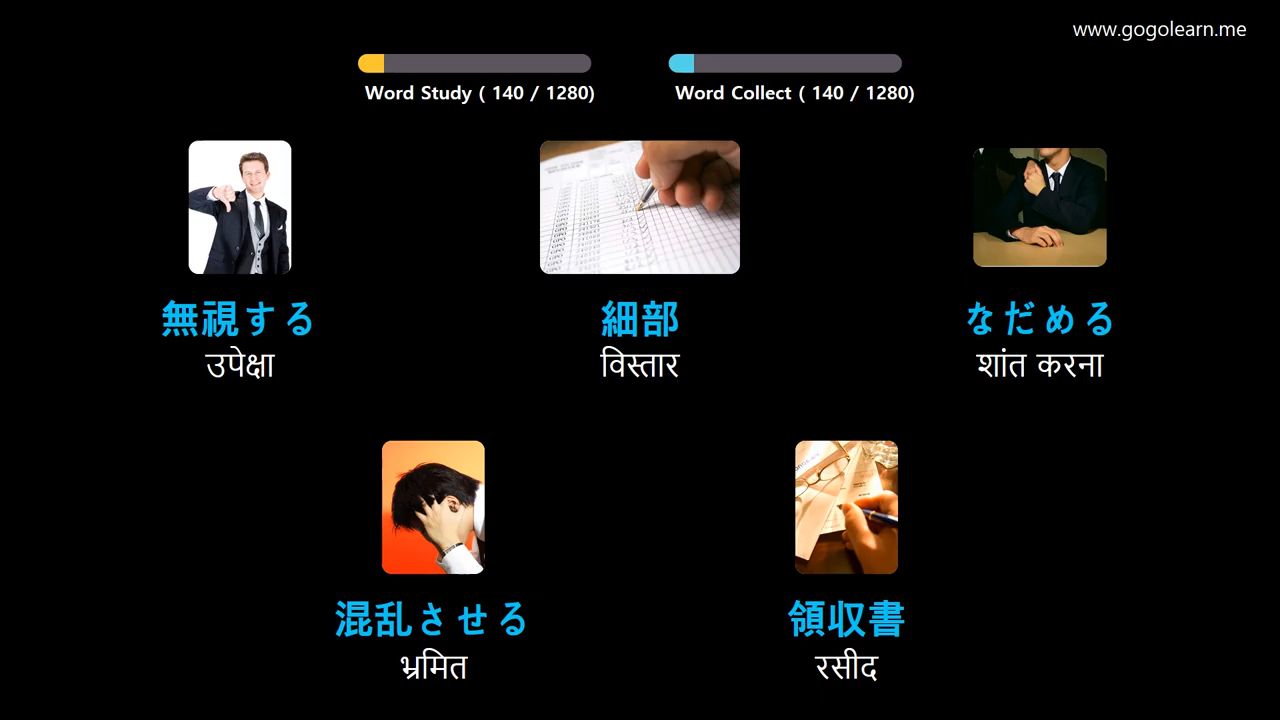 www.gogolearn.me
Word Study ( 140 / 1280)
Word Collect ( 140 / 1280)
無視する
उपेक्षा
細部
विस्तार
なだめる
शांत करना
混乱させる
भ्रमित
領収書
रसीद